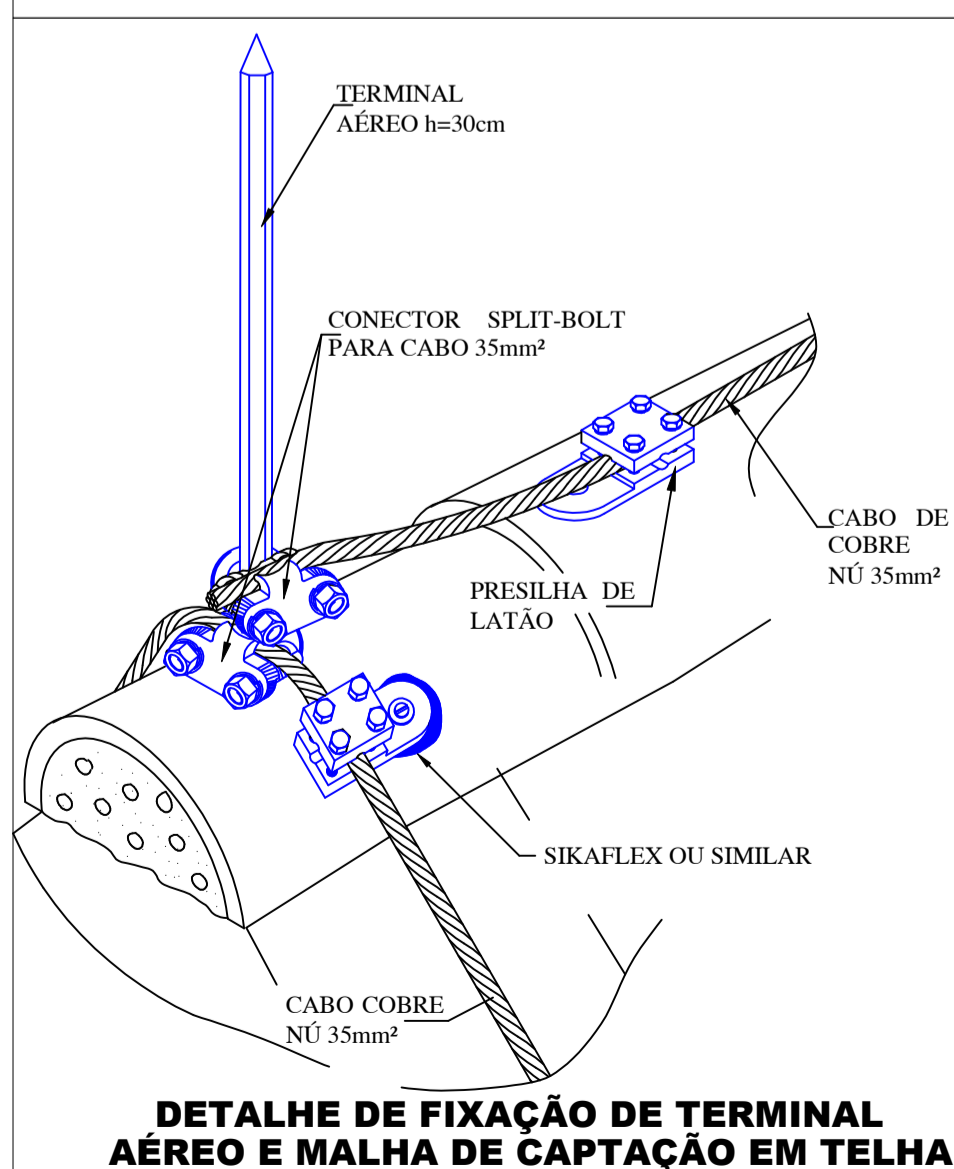 TERMINAL
AÉREO h=30cm
CONECTOR SPLIT-BOLT
PARA CABO 35mm²
CABO DE
COBRE
NÚ 35mm²
PRESILHA DE
LATÃO
SIKAFLEX OU SIMILAR
CABO COBRE
NÚ 35mm²
DETALHE DE FIXAÇÃO DE TERMINAL
AÉREO E MALHA DE CAPTAÇÃO EM TELHA